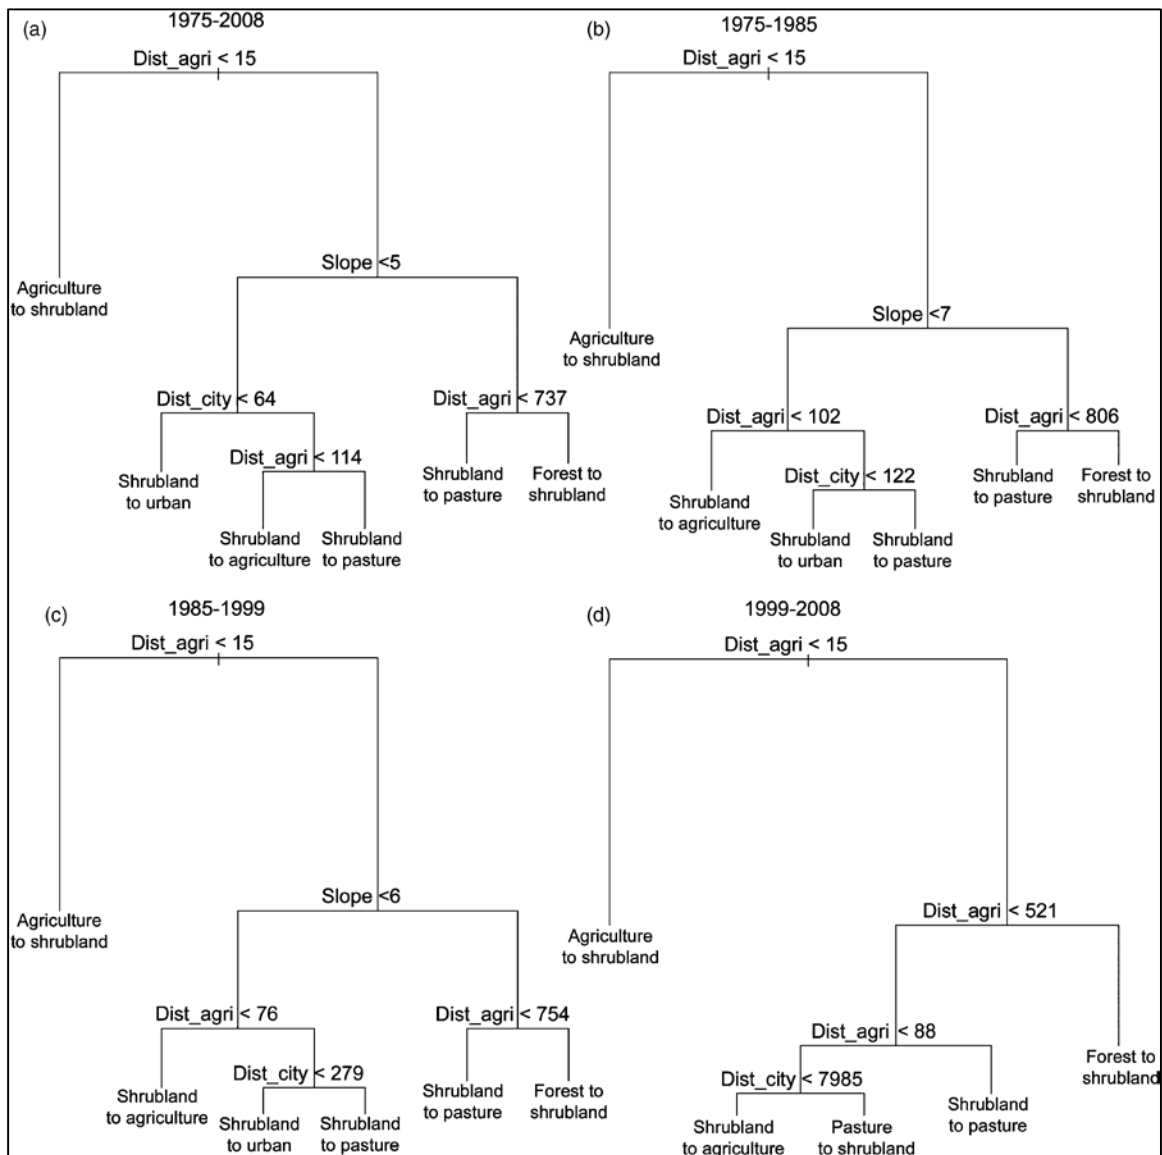 (a)
1975-2008
Dist_agri < 15
Agriculture
to shrubland
Slope <5
Dist_city < 64
Shrubland
to urban
Dist_agri < 114
Shrubland
to agriculture
Shrubland
to pasture
Dist_agri < 737
Shrubland
to pasture
Forest to
shrubland
(b)
1975-1985
Dist_agri < 15
Agriculture
to shrubland
Slope <7
Dist_agri < 102
Shrubland
to agriculture
Dist_city < 122
Shrubland
to urban
Shrubland
to pasture
Dist_agri < 806
Shrubland
to pasture
Forest to
shrubland
(c)
1985-1999
Dist_agri < 15
Agriculture
to shrubland
Slope <6
Dist_agri < 76
Shrubland
to agriculture
Dist_city < 279
Shrubland
to urban
Shrubland
to pasture
Dist_agri < 754
Shrubland
to pasture
Forest to
shrubland
(d)
1999-2008
Dist_agri < 15
Agriculture
to shrubland
Dist_agri < 521
Dist_agri < 88
Dist_city < 7985
Shrubland
to agriculture
Pasture
to shrubland
Shrubland
to pasture
Forest to
shrubland